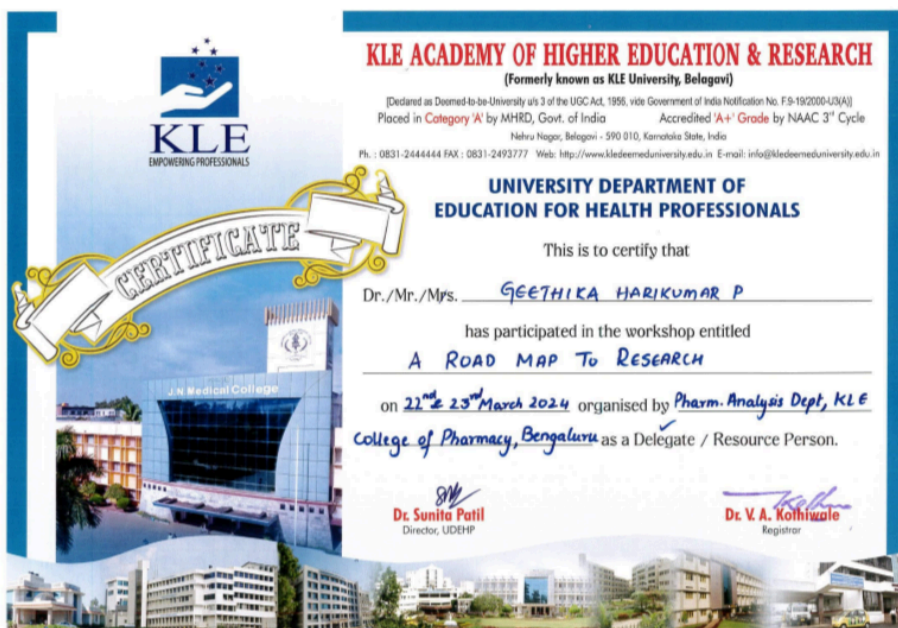 KLE
EMPOWERING PROFESSIONALS
KLE ACADEMY OF HIGHER EDUCATION & RESEARCH
(Formerly known as KLE University, Belagavi)
[Declared as Deemed-to-be-University u/s 3 of the UGC Act, 1956, vide Government of India Notification No. F.9-19/2000-U3(A)]
Placed in Category 'A' by MHRD, Govt. of India Accredited 'A+' Grade by NAAC 3rd Cycle
Nehru Nagar, Belagavi - 590 010, Karnataka State, India
Ph. : 0831-2444444 FAX : 0831-2493777 Web: http://www.kledeemeduniversity.edu.in E-mail: info@kledeemeduniversity.edu.in
UNIVERSITY DEPARTMENT OF
EDUCATION FOR HEALTH PROFESSIONALS
CERTIFICATE
This is to certify that
Dr./Mr./Mrs. GEETHIKA HARIKUMAR P
has participated in the workshop entitled
A ROAD MAP TO RESEARCH
on 22nd & 23rd March 2024 organised by Pharm. Analysis Dept, KLE
College of Pharmacy, Bengaluru as a Delegate / Resource Person.
J N Medical College
Dr. Sunita Patil
Director, UDEHP
Dr. V. A. Kothiwale
Registrar